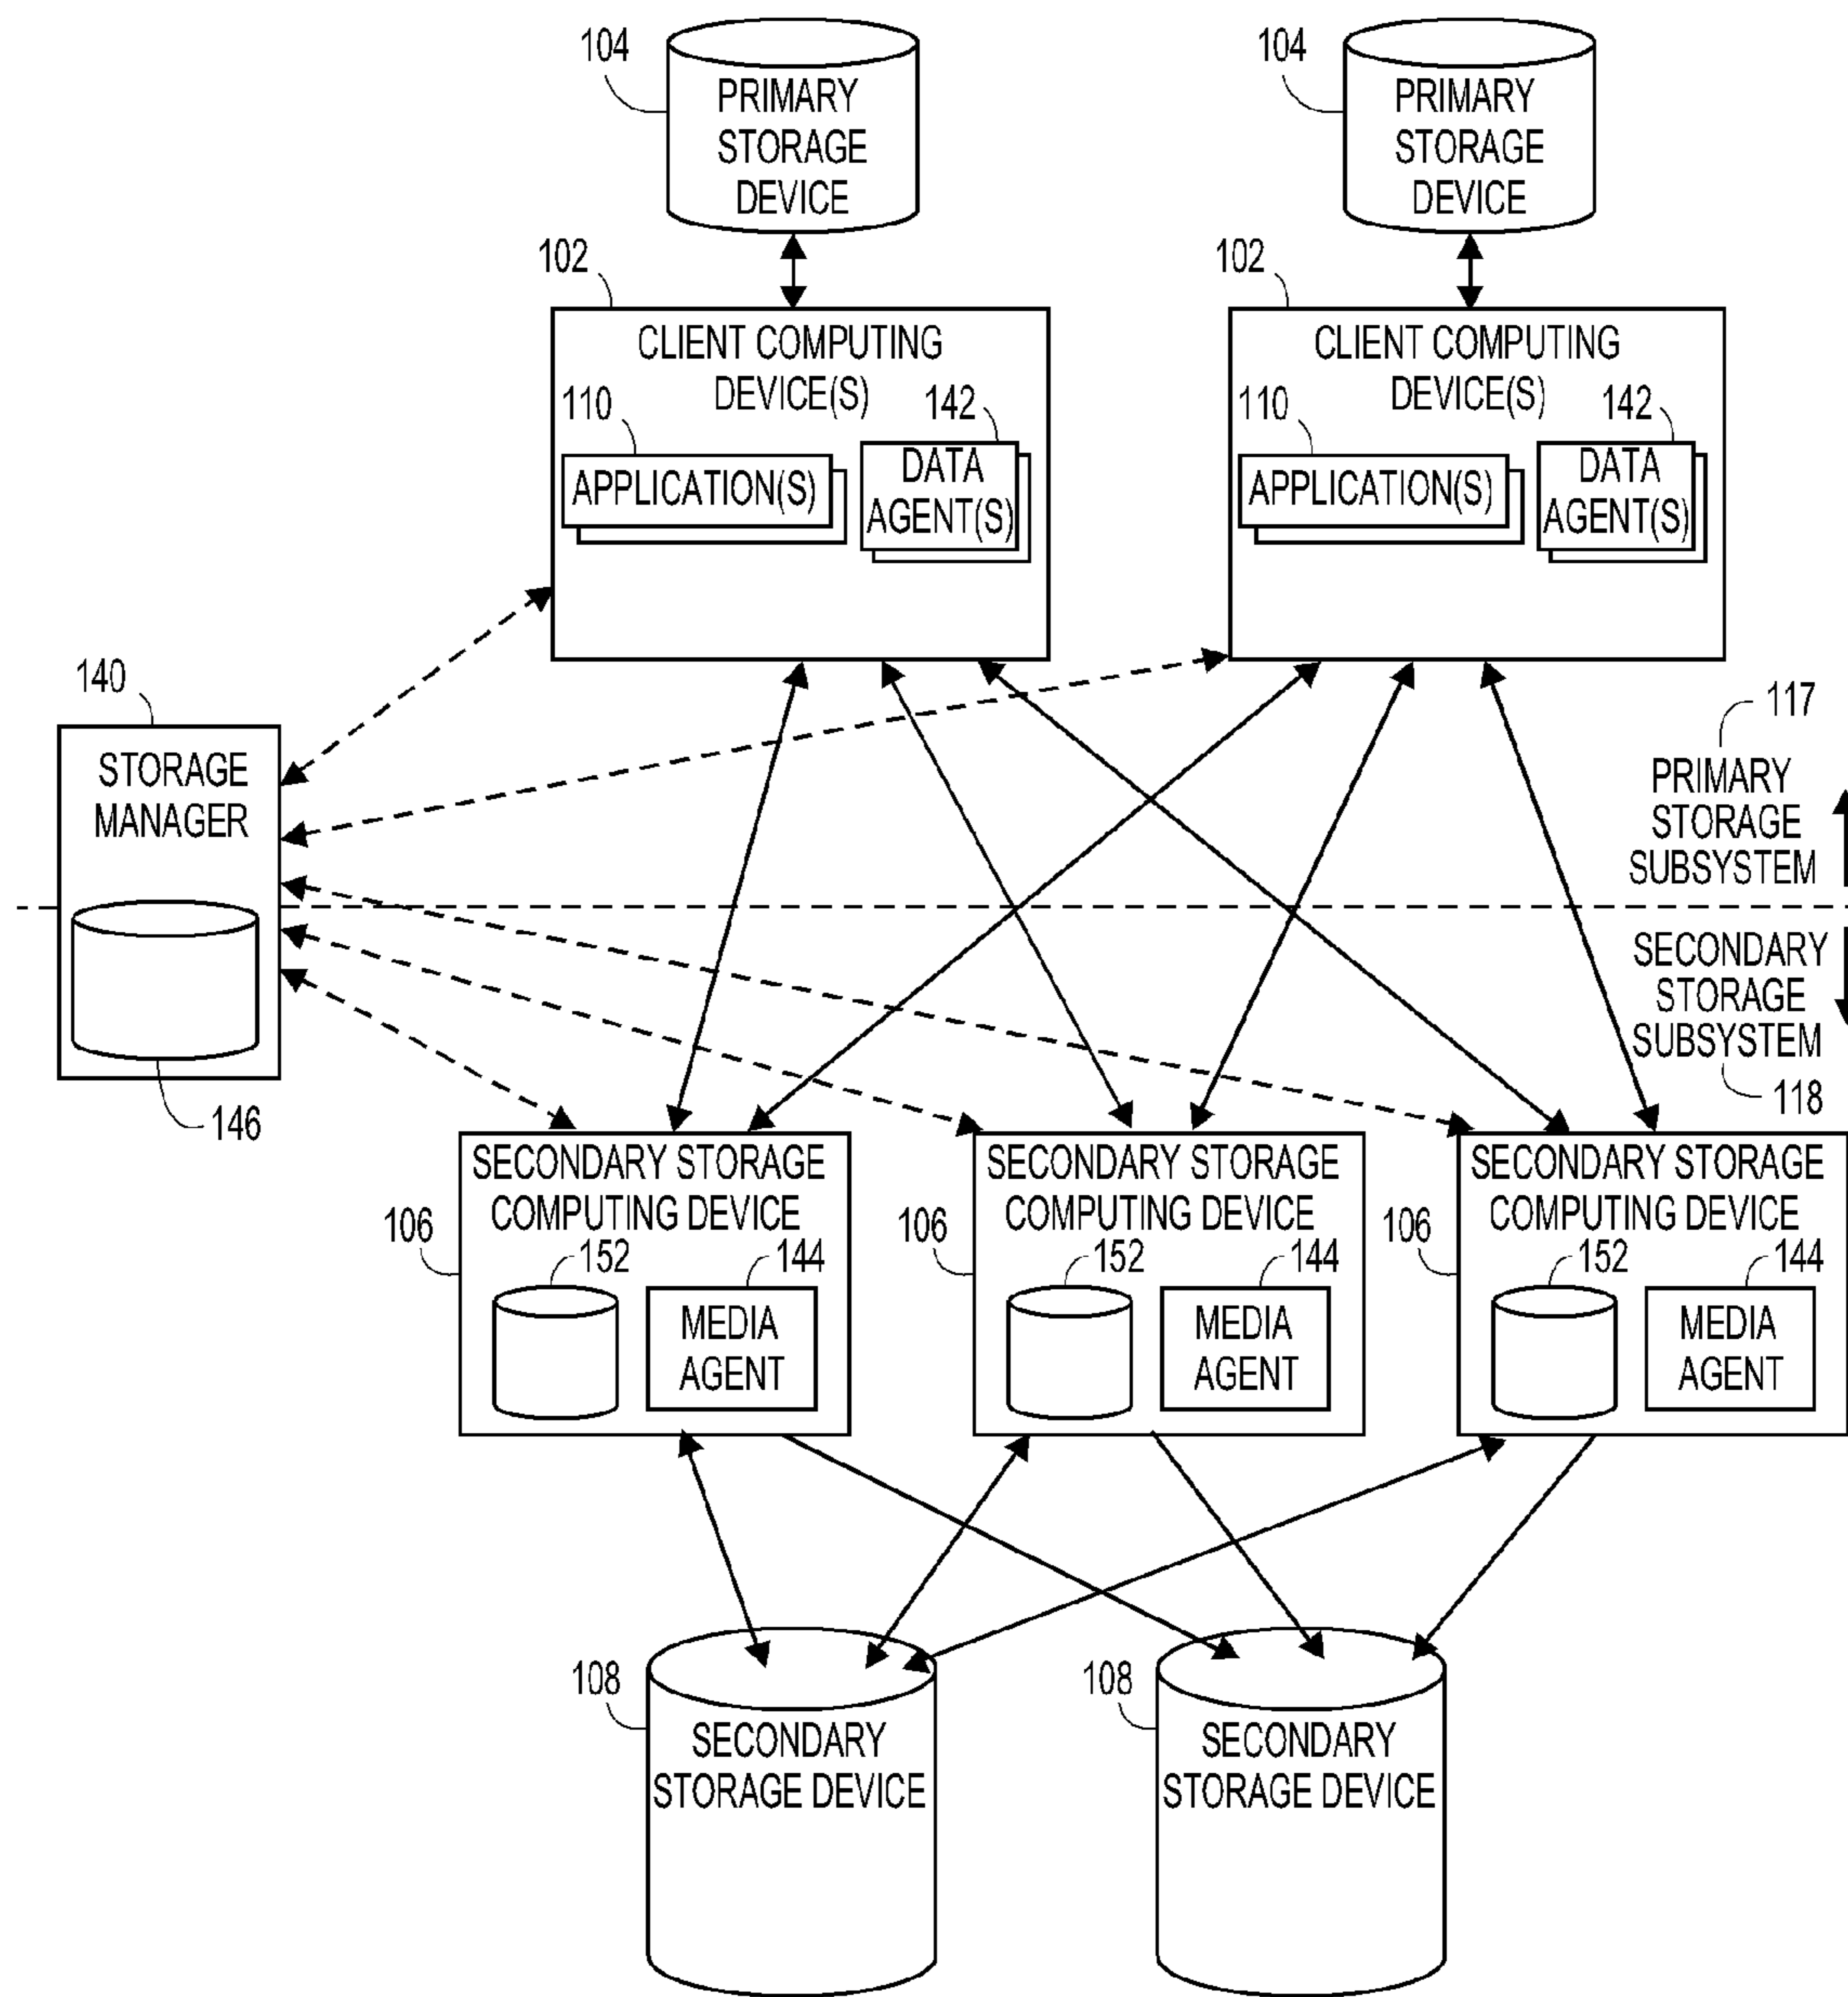 104
PRIMARY
STORAGE
DEVICE
104
PRIMARY
STORAGE
DEVICE
102
CLIENT COMPUTING
DEVICE(S)
110
APPLICATION(S)
142
DATA
AGENT(S)
102
CLIENT COMPUTING
DEVICE(S)
110
APPLICATION(S)
142
DATA
AGENT(S)
140
STORAGE
MANAGER
146
117
PRIMARY
STORAGE
SUBSYSTEM
SECONDARY
STORAGE
SUBSYSTEM
118
106
SECONDARY STORAGE
COMPUTING DEVICE
152
144
MEDIA
AGENT
106
SECONDARY STORAGE
COMPUTING DEVICE
152
144
MEDIA
AGENT
106
SECONDARY STORAGE
COMPUTING DEVICE
152
144
MEDIA
AGENT
108
SECONDARY
STORAGE DEVICE
108
SECONDARY
STORAGE DEVICE